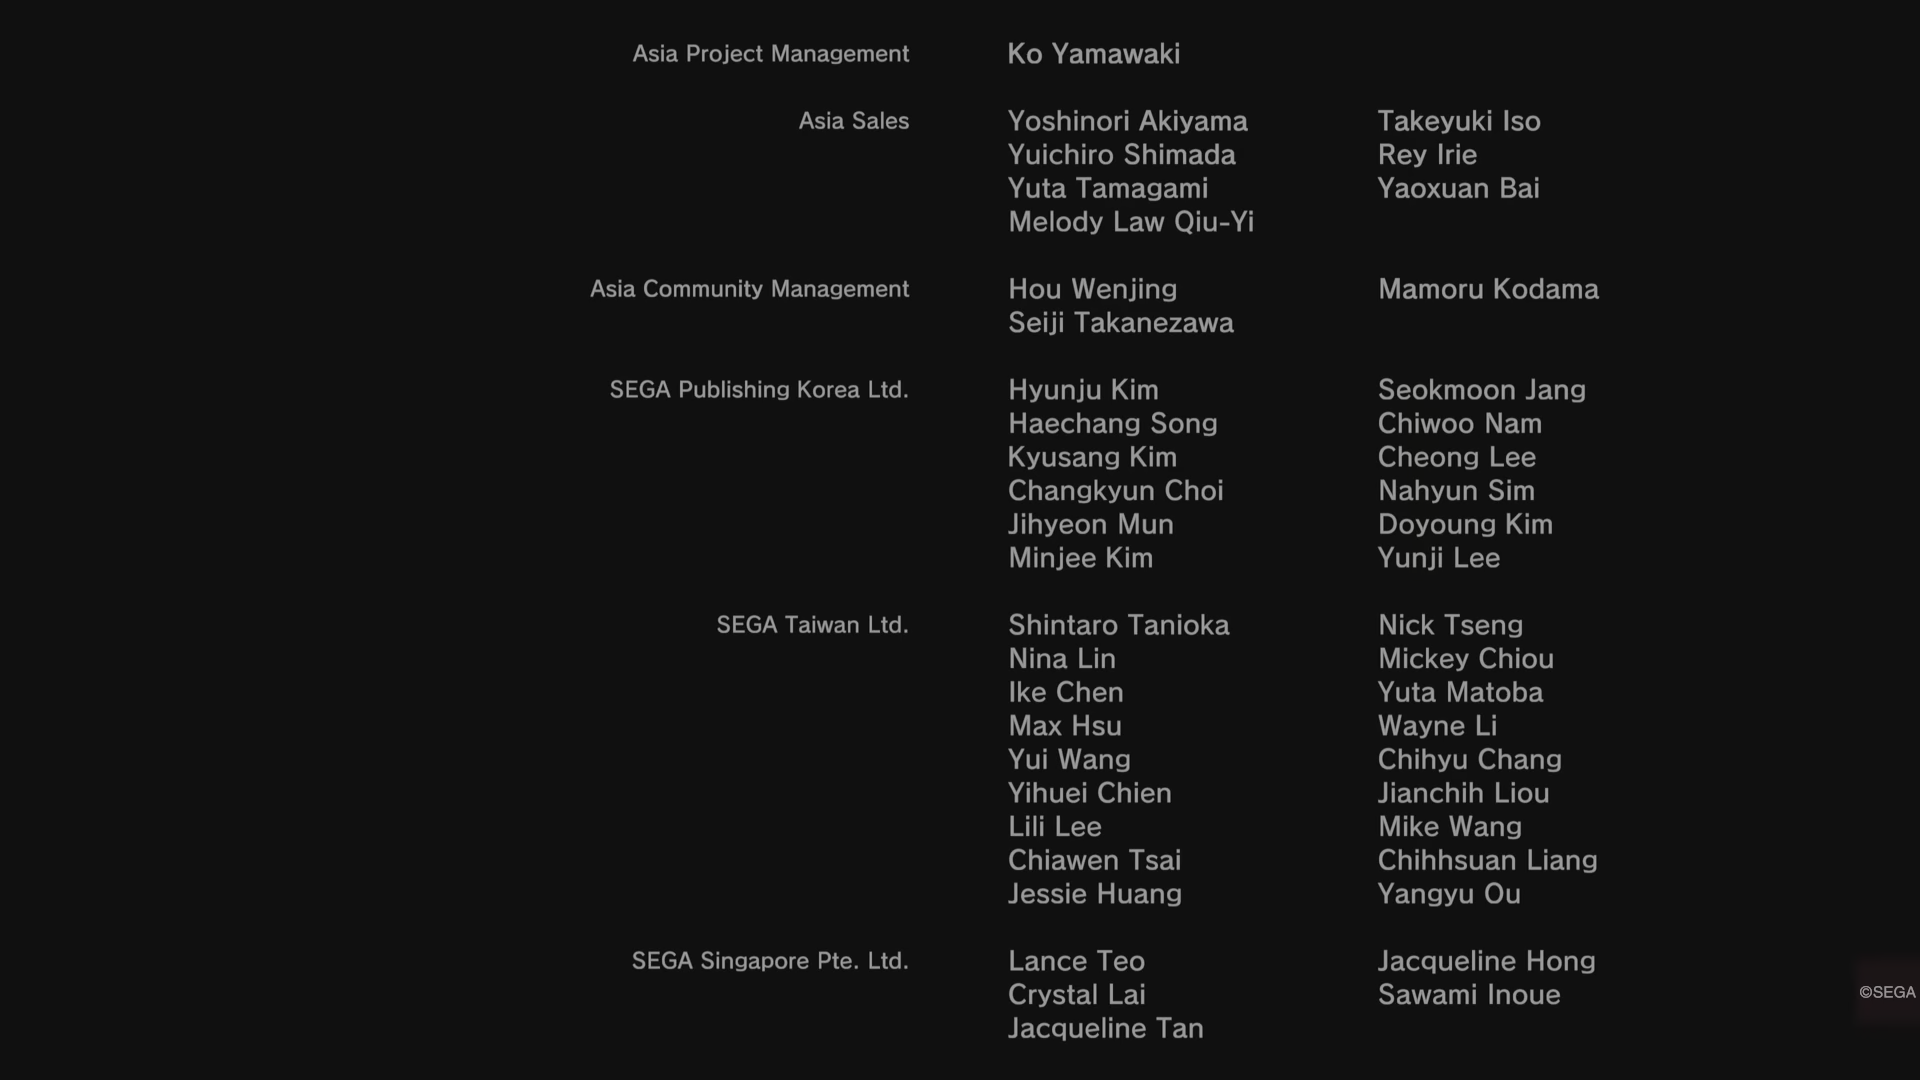 Asia Project Management Ko Yamawaki
Asia Sales Yoshinori Akiyama Takeyuki Iso
Yuichiro Shimada Rey Irie
Yuta Tamagami Yaoxuan Bai
Melody Law Qiu-Yi
Asia Community Management Hou Wenjing Mamoru Kodama
Seiji Takanezawa
SEGA Publishing Korea Ltd. Hyunju Kim Seokmoon Jang
Haechang Song Chiwoo Nam
Kyusang Kim Cheong Lee
Changkyun Choi Nahyun Sim
Jihyeon Mun Doyoung Kim
Minjee Kim Yunji Lee
SEGA Taiwan Ltd. Shintaro Tanioka Nick Tseng
Nina Lin Mickey Chiou
Ike Chen Yuta Matoba
Max Hsu Wayne Li
Yui Wang Chihyu Chang
Yihuei Chien Jianchih Liou
Lili Lee Mike Wang
Chiawen Tsai Chihhsuan Liang
Jessie Huang Yangyu Ou
SEGA Singapore Pte. Ltd. Lance Teo Jacqueline Hong
Crystal Lai Sawami Inoue
Jacqueline Tan
©SEGA